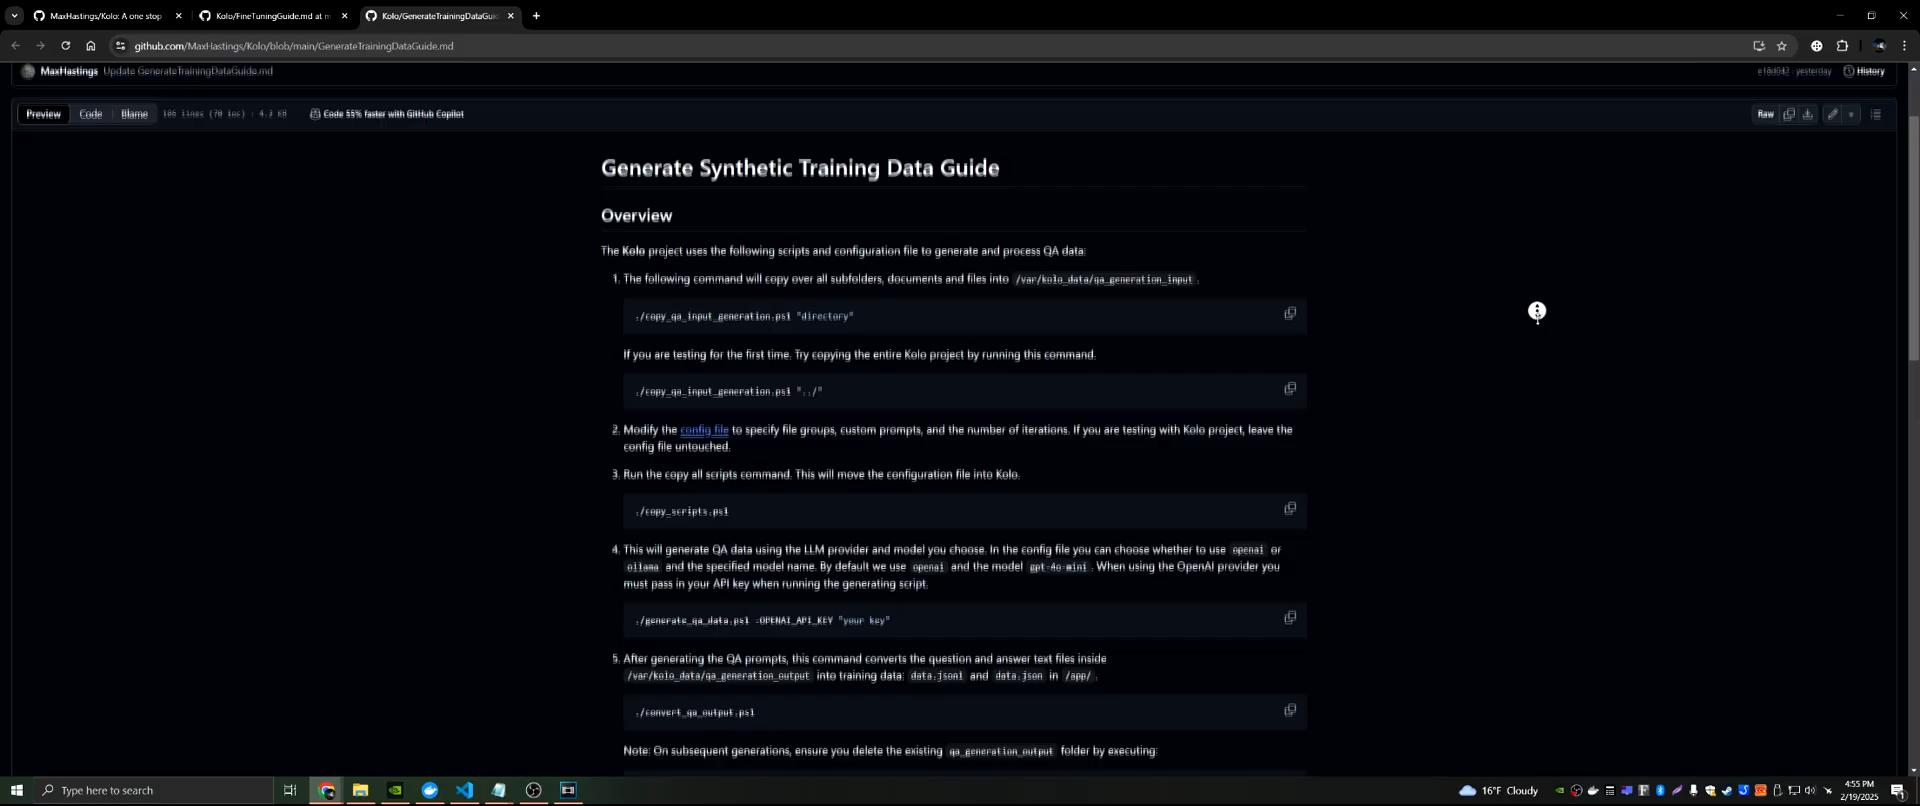 MaxHastings/Kolo: A one stop
Kolo/FineTuningGuide.md at m
Kolo/GenerateTrainingDataGuid
github.com/MaxHastings/Kolo/blob/main/GenerateTrainingDataGuide.md
MaxHastings Update GenerateTrainingDataGuide.md
yesterday History
Preview Code Blame
Code 55% faster with GitHub Copilot
Raw
Generate Synthetic Training Data Guide
Overview
The Kolo project uses the following scripts and configuration file to generate and process QA data:
1. The following command will copy over all subfolders, documents and files into /var/kolo_data/qa_generation_input .
./copy_qa_input_generation.ps1 "directory"
If you are testing for the first time. Try copying the entire Kolo project by running this command.
./copy_qa_input_generation.ps1 "../"
2. Modify the config file to specify file groups, custom prompts, and the number of iterations. If you are testing with Kolo project, leave the
config file untouched.
3. Run the copy all scripts command. This will move the configuration file into Kolo.
./copy_scripts.ps1
4. This will generate QA data using the LLM provider and model you choose. In the config file you can choose whether to use openai or
ollama and the specified model name. By default we use openai and the model gpt-4o-mini . When using the OpenAI provider you
must pass in your API key when running the generating script.
./generate_qa_data.ps1 -OPENAI_API_KEY "your key"
5. After generating the QA prompts, this command converts the question and answer text files inside
/var/kolo_data/qa_generation_output into training data: data.jsonl and data.json in /app/ .
./convert_qa_output.ps1
Note: On subsequent generations, ensure you delete the existing qa_generation_output folder by executing:
Type here to search
16°F Cloudy
4:55 PM
2/19/2025